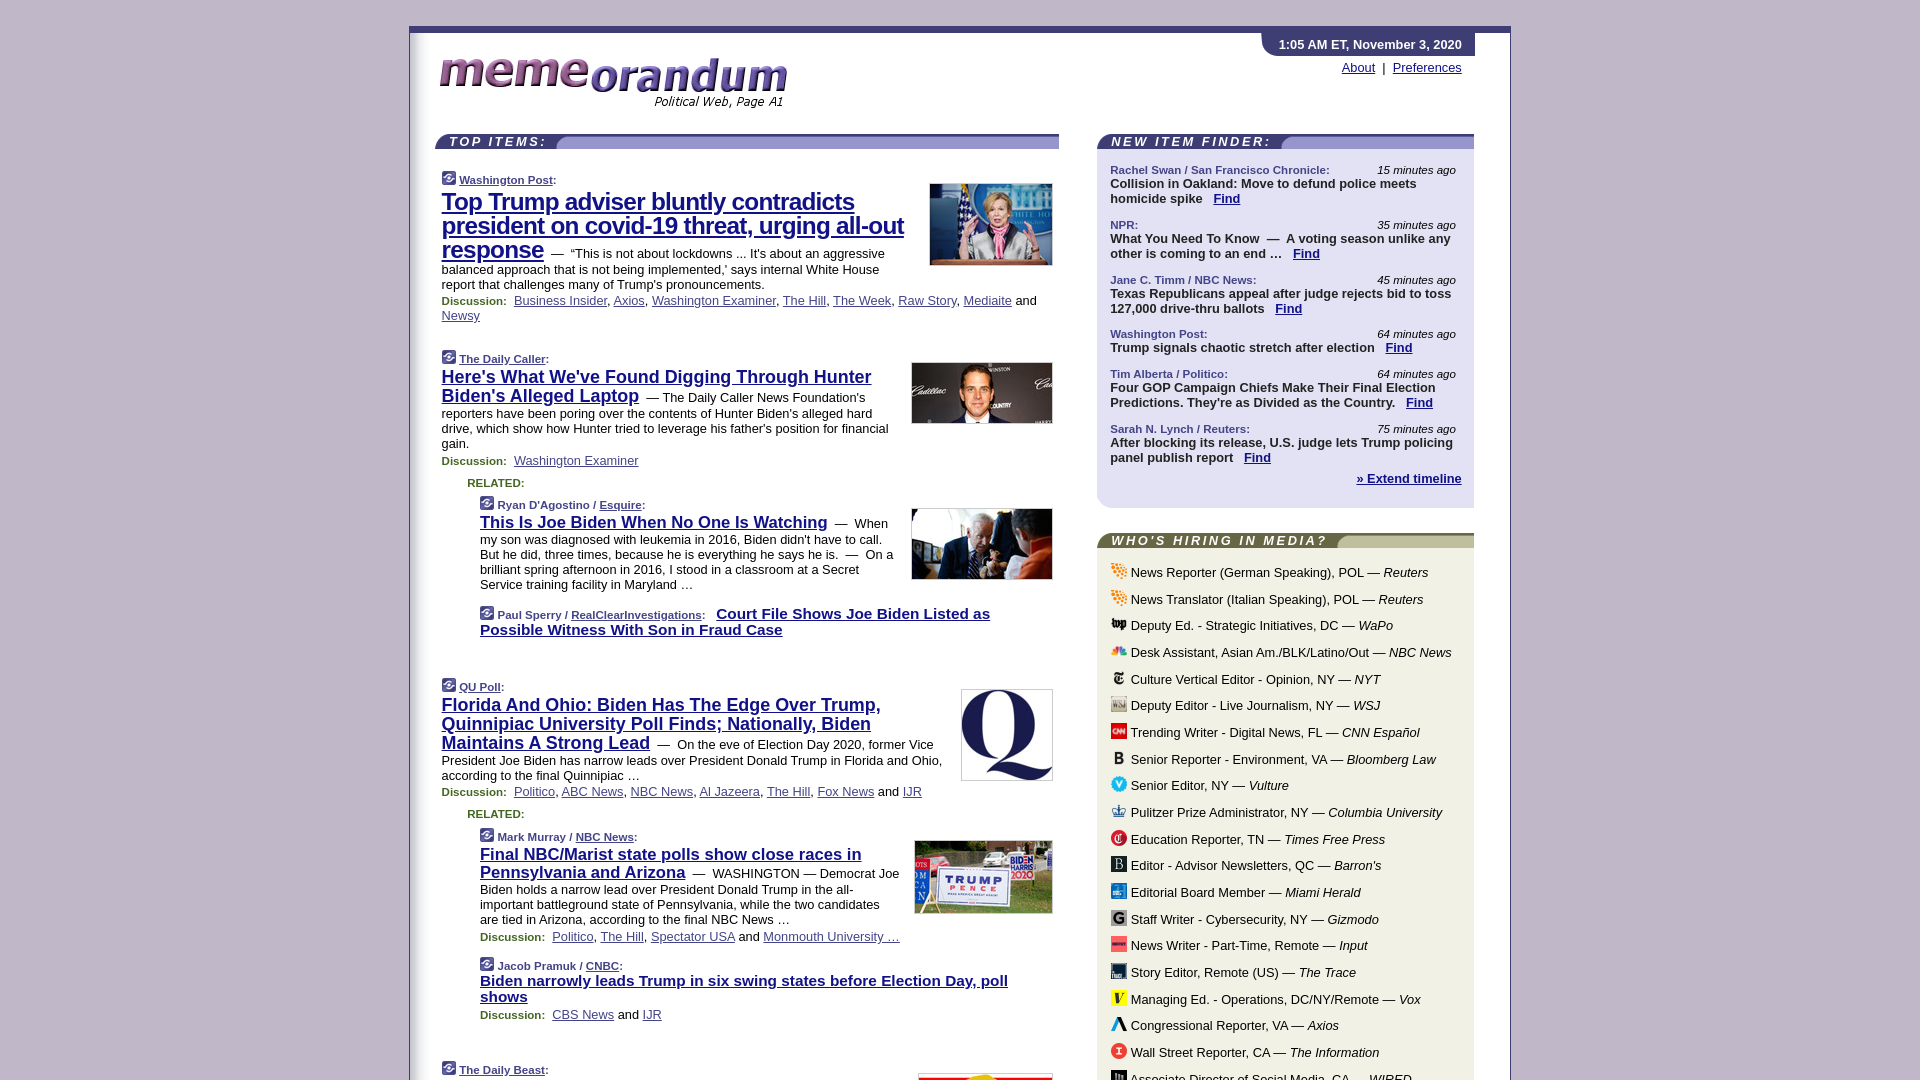 1:05 AM ET, November 3, 2020
memeorandum
Political Web, Page A1
About | Preferences
TOP ITEMS:
Washington Post:
Top Trump adviser bluntly contradicts
president on covid-19 threat, urging all-out
response — “This is not about lockdowns ... It's about an aggressive
balanced approach that is not being implemented,' says internal White House
report that challenges many of Trump's pronouncements.
Discussion: Business Insider, Axios, Washington Examiner, The Hill, The Week, Raw Story, Mediaite and
Newsy
The Daily Caller:
Here's What We've Found Digging Through Hunter
Biden's Alleged Laptop — The Daily Caller News Foundation's
reporters have been poring over the contents of Hunter Biden's alleged hard
drive, which show how Hunter tried to leverage his father's position for financial
gain.
Discussion: Washington Examiner
RELATED:
Ryan D'Agostino / Esquire:
This Is Joe Biden When No One Is Watching — When
my son was diagnosed with leukemia in 2016, Biden didn't have to call.
But he did, three times, because he is everything he says he is. — On a
brilliant spring afternoon in 2016, I stood in a classroom at a Secret
Service training facility in Maryland …
Paul Sperry / RealClearInvestigations: Court File Shows Joe Biden Listed as
Possible Witness With Son in Fraud Case
QU Poll:
Florida And Ohio: Biden Has The Edge Over Trump,
Quinnipiac University Poll Finds; Nationally, Biden
Maintains A Strong Lead — On the eve of Election Day 2020, former Vice
President Joe Biden has narrow leads over President Donald Trump in Florida and Ohio,
according to the final Quinnipiac …
Discussion: Politico, ABC News, NBC News, Al Jazeera, The Hill, Fox News and IJR
Q
RELATED:
Mark Murray / NBC News:
Final NBC/Marist state polls show close races in
Pennsylvania and Arizona — WASHINGTON — Democrat Joe
Biden holds a narrow lead over President Donald Trump in the all-
important battleground state of Pennsylvania, while the two candidates
are tied in Arizona, according to the final NBC News …
Discussion: Politico, The Hill, Spectator USA and Monmouth University …
TRUMP
PENCE
BIDEN
HARRIS
2020
Jacob Pramuk / CNBC:
Biden narrowly leads Trump in six swing states before Election Day, poll
shows
Discussion: CBS News and IJR
The Daily Beast:
NEW ITEM FINDER:
Rachel Swan / San Francisco Chronicle: 15 minutes ago
Collision in Oakland: Move to defund police meets
homicide spike Find
NPR: 35 minutes ago
What You Need To Know — A voting season unlike any
other is coming to an end … Find
Jane C. Timm / NBC News: 45 minutes ago
Texas Republicans appeal after judge rejects bid to toss
127,000 drive-thru ballots Find
Washington Post: 64 minutes ago
Trump signals chaotic stretch after election Find
Tim Alberta / Politico: 64 minutes ago
Four GOP Campaign Chiefs Make Their Final Election
Predictions. They're as Divided as the Country. Find
Sarah N. Lynch / Reuters: 75 minutes ago
After blocking its release, U.S. judge lets Trump policing
panel publish report Find
» Extend timeline
WHO'S HIRING IN MEDIA?
News Reporter (German Speaking), POL — Reuters
News Translator (Italian Speaking), POL — Reuters
Deputy Ed. - Strategic Initiatives, DC — WaPo
Desk Assistant, Asian Am./BLK/Latino/Out — NBC News
Culture Vertical Editor - Opinion, NY — NYT
Deputy Editor - Live Journalism, NY — WSJ
Trending Writer - Digital News, FL — CNN Español
Senior Reporter - Environment, VA — Bloomberg Law
Senior Editor, NY — Vulture
Pulitzer Prize Administrator, NY — Columbia University
Education Reporter, TN — Times Free Press
Editor - Advisor Newsletters, QC — Barron's
Editorial Board Member — Miami Herald
Staff Writer - Cybersecurity, NY — Gizmodo
News Writer - Part-Time, Remote — Input
Story Editor, Remote (US) — The Trace
Managing Ed. - Operations, DC/NY/Remote — Vox
Congressional Reporter, VA — Axios
Wall Street Reporter, CA — The Information
Associate Director of Social Media, CA — WIRED